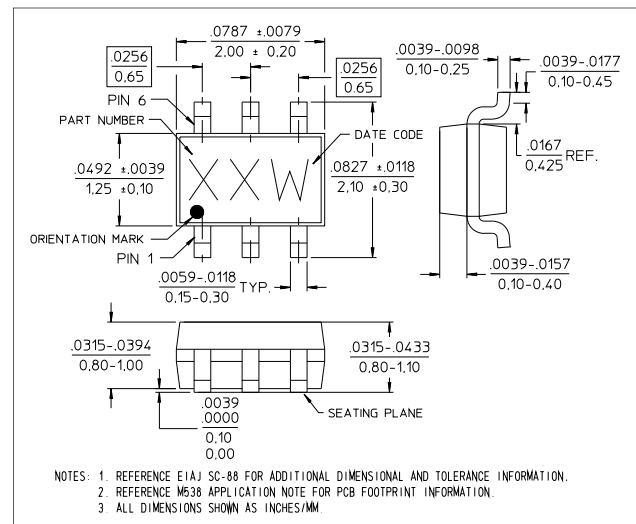 .0787 ±.0079
2.00 ± 0.20
.0256
0.65
.0256
0.65
.0039-.0098
0.10-0.25
.0039-.0177
0.10-0.45
PIN 6
PART NUMBER
DATE CODE
.0492 ±.0039
1.25 ±0.10
XXW
.0827 ±.0118
2.10 ±0.30
.0167
0.425 REF.
ORIENTATION MARK
PIN 1
.0059-.0118
0.15-0.30 TYP.
.0039-.0157
0.10-0.40
.0315-.0394
0.80-1.00
.0315-.0433
0.80-1.10
.0039
.0000
0.10
0.00
SEATING PLANE
NOTES: 1. REFERENCE EIAJ SC-88 FOR ADDITIONAL DIMENSIONAL AND TOLERANCE INFORMATION.
2. REFERENCE M538 APPLICATION NOTE FOR PCB FOOTPRINT INFORMATION.
3. ALL DIMENSIONS SHOWN AS INCHES/MM.